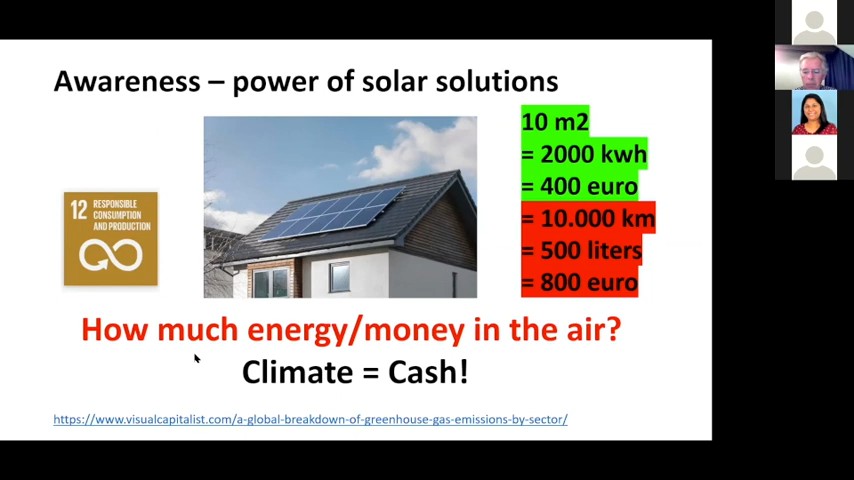 Awareness – power of solar solutions
10 m2
= 2000 kwh
= 400 euro
= 10.000 km
= 500 liters
= 800 euro
12 RESPONSIBLE
CONSUMPTION
AND PRODUCTION
How much energy/money in the air?
Climate = Cash!
https://www.visualcapitalist.com/a-global-breakdown-of-greenhouse-gas-emissions-by-sector/